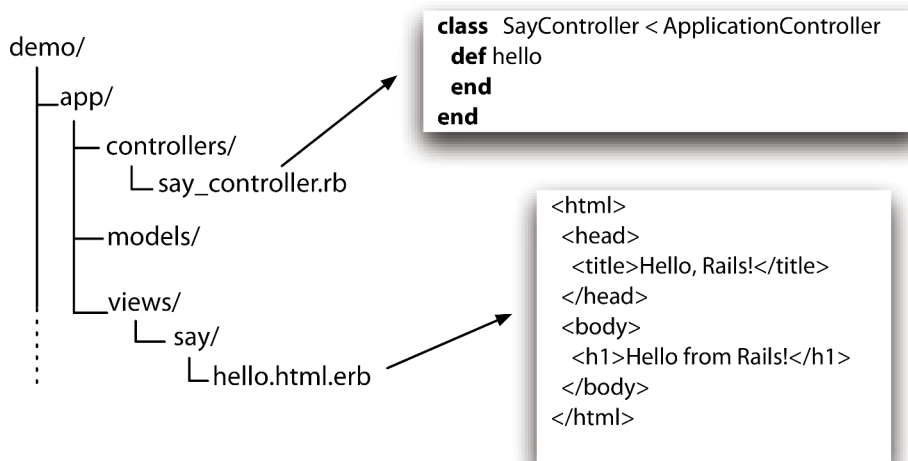 demo/
app/
controllers/
say_controller.rb
models/
views/
say/
hello.html.erb
class SayController < ApplicationController
def hello
end
end
<html>
<head>
<title>Hello, Rails!</title>
</head>
<body>
<h1>Hello from Rails!</h1>
</body>
</html>